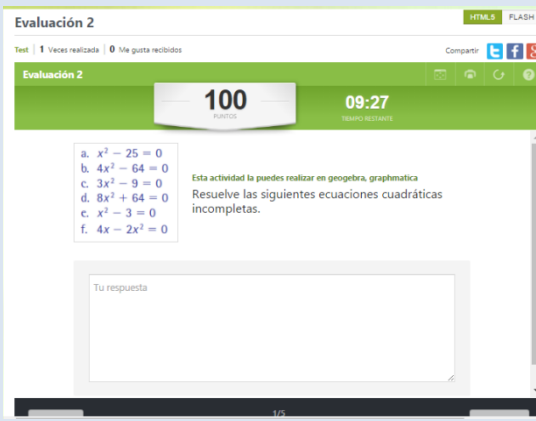 Evaluación 2
HTML5 FLASH
Test | 1 Veces realizada | 0 Me gusta recibidos
Compartir
Evaluación 2
100
PUNTOS
09:27
TIEMPO RESTANTE
a. x² − 25 = 0
b. 4x² − 64 = 0
c. 3x² − 9 = 0
d. 8x² + 64 = 0
e. x² − 3 = 0
f. 4x − 2x² = 0
Esta actividad la puedes realizar en geogebra, graphmatica
Resuelve las siguientes ecuaciones cuadráticas
incompletas.
Tu respuesta
1/5